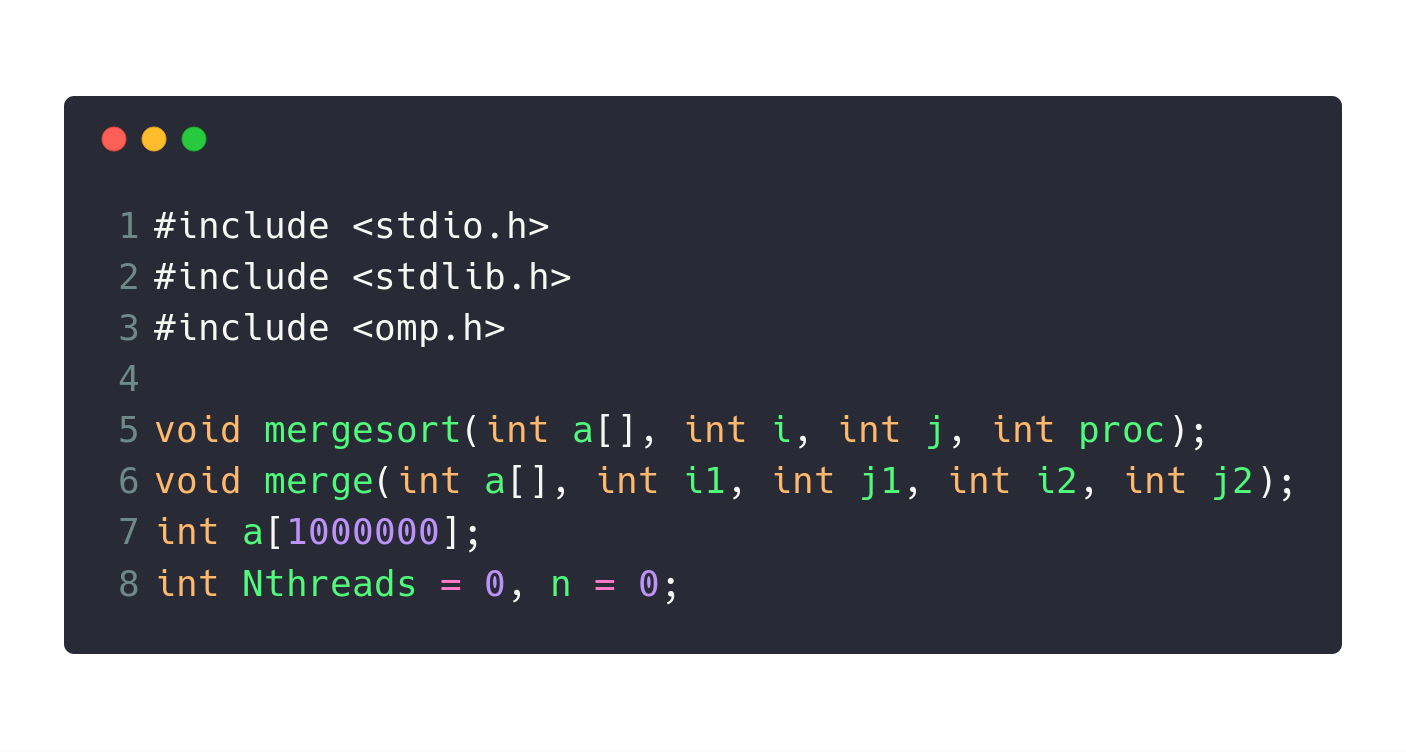 1 #include <stdio.h>
2 #include <stdlib.h>
3 #include <omp.h>
4
5 void mergesort(int a[], int i, int j, int proc);
6 void merge(int a[], int i1, int j1, int i2, int j2);
7 int a[1000000];
8 int Nthreads = 0, n = 0;